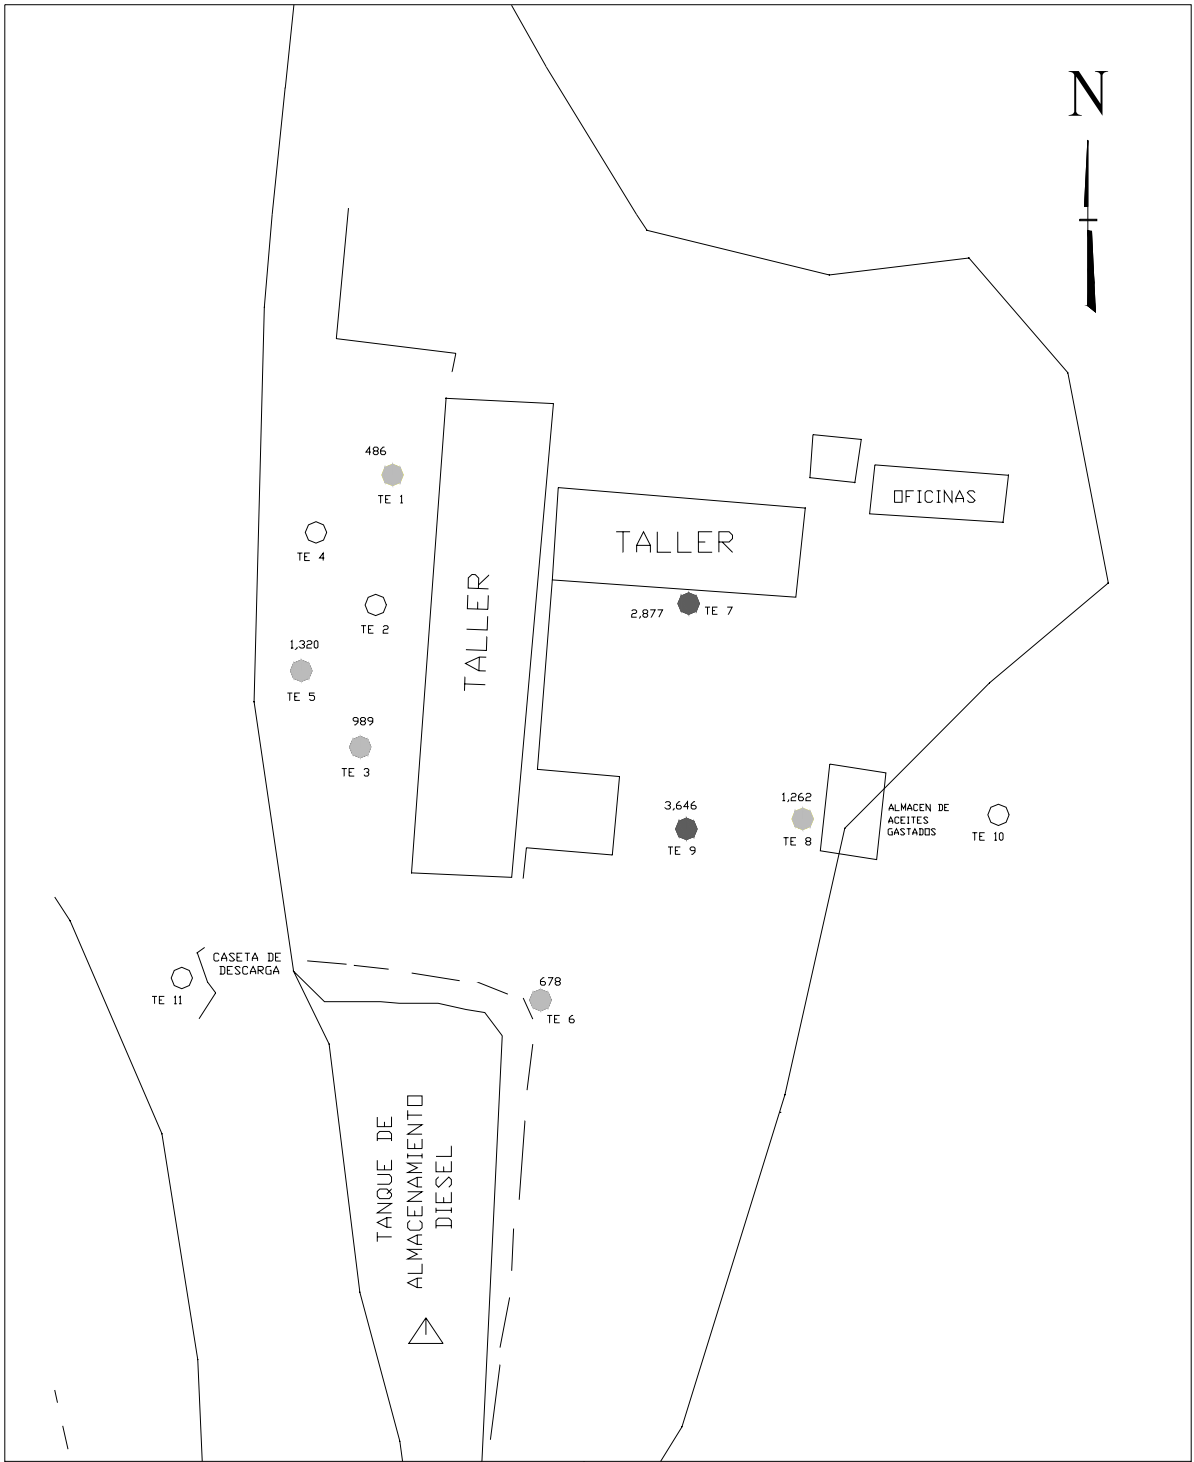 N
486
TE 1
TE 4
TE 2
1,320
TE 5
989
TE 3
TALLER
TALLER
OFICINAS
2,877
TE 7
3,646
TE 9
1,262
TE 8
ALMACEN DE
ACEITES
GASTADOS
TE 10
CASETA DE
DESCARGA
TE 11
678
TE 6
TANQUE DE
ALMACENAMIENTO
DIESEL